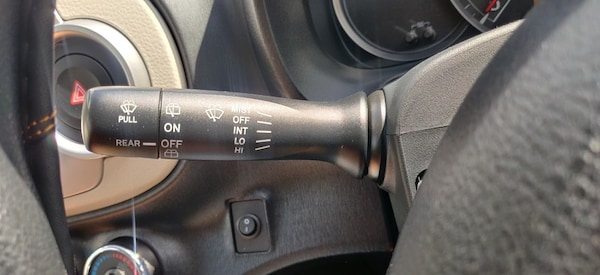 PULL
ON
REAR OFF
MIST
OFF
INT
LO
HI